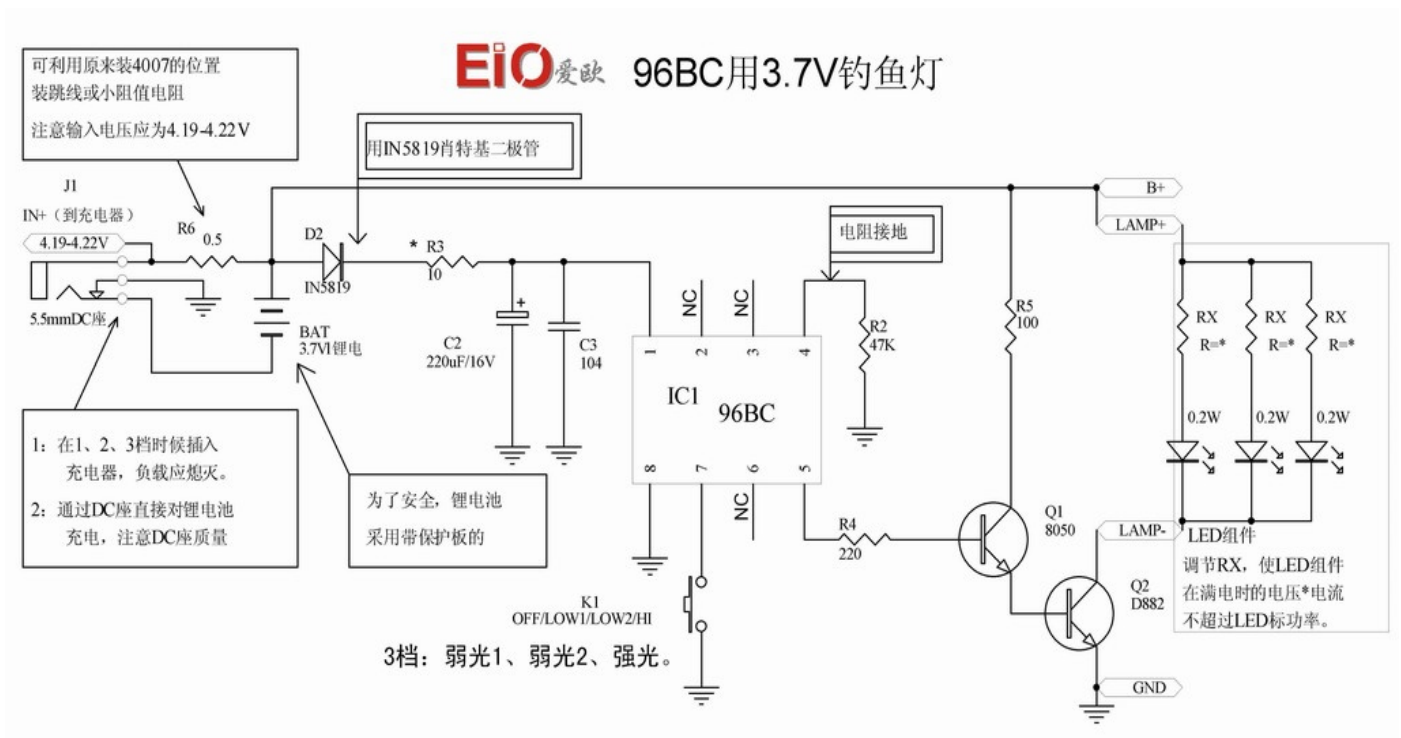 EiO爱欧 96BC用3.7V钓鱼灯
可利用原来装4007的位置
装跳线或小阻值电阻
注意输入电压应为4.19-4.22V
用IN5819肖特基二极管
J1
IN+（到充电器）
4.19-4.22V
R6
0.5
5.5mmDC座
D2
IN5819
* R3
10
BAT
3.7V1锂电
C2
220uF/16V
C3
104
电阻接地
NC
NC
R2
47K
1
2
3
4
IC1
96BC
8
7
6
5
NC
R4
220
R5
100
Q1
8050
Q2
D882
B+
LAMP+
RX
R=*
RX
R=*
RX
R=*
0.2W
0.2W
0.2W
LAMP-
LED组件
调节RX，使LED组件
在满电时的电压*电流
不超过LED标功率。
GND
1：在1、2、3档时候插入
充电器，负载应熄灭。
2：通过DC座直接对锂电池
充电，注意DC座质量
为了安全，锂电池
采用带保护板的
K1
OFF/LOW1/LOW2/HI
3档：弱光1、弱光2、强光。